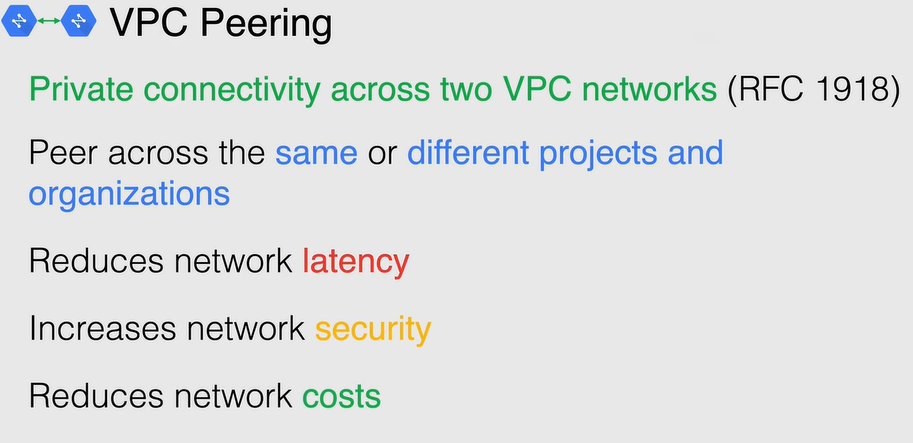 VPC Peering
Private connectivity across two VPC networks (RFC 1918)
Peer across the same or different projects and
organizations
Reduces network latency
Increases network security
Reduces network costs